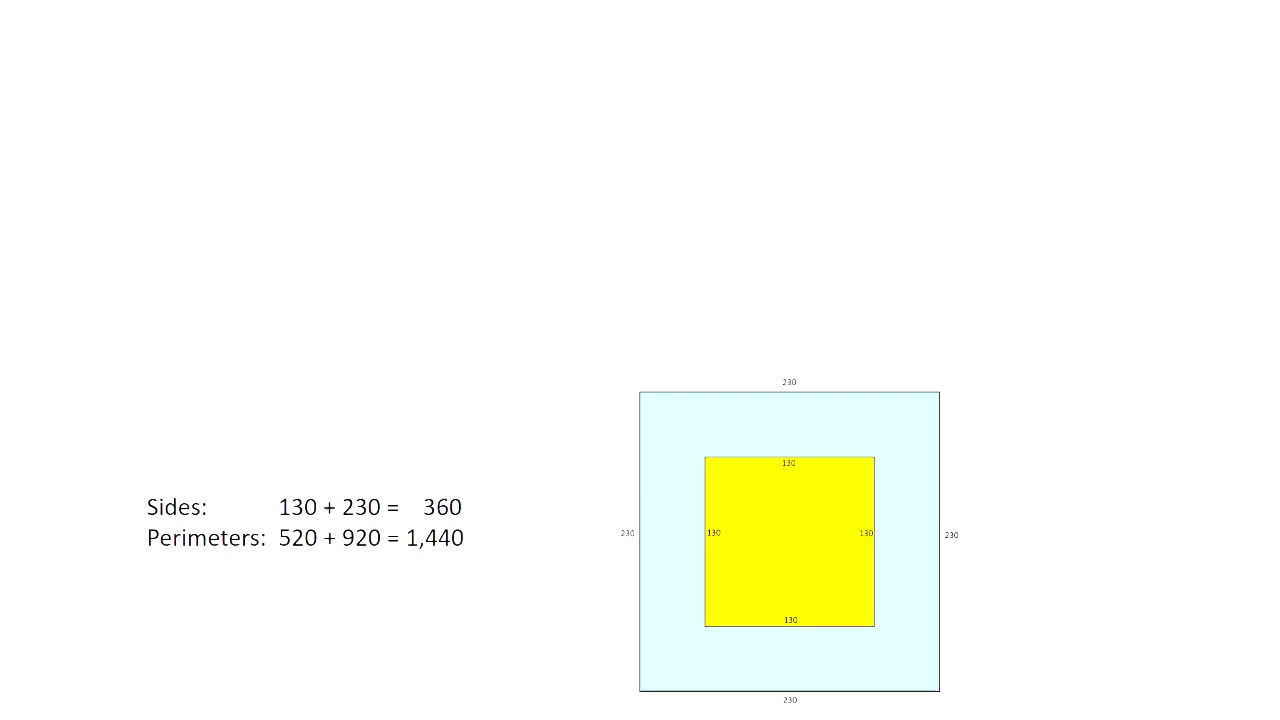 230
130
Sides: 130 + 230 = 360
230 130 130 230
Perimeters: 520 + 920 = 1,440
130
230